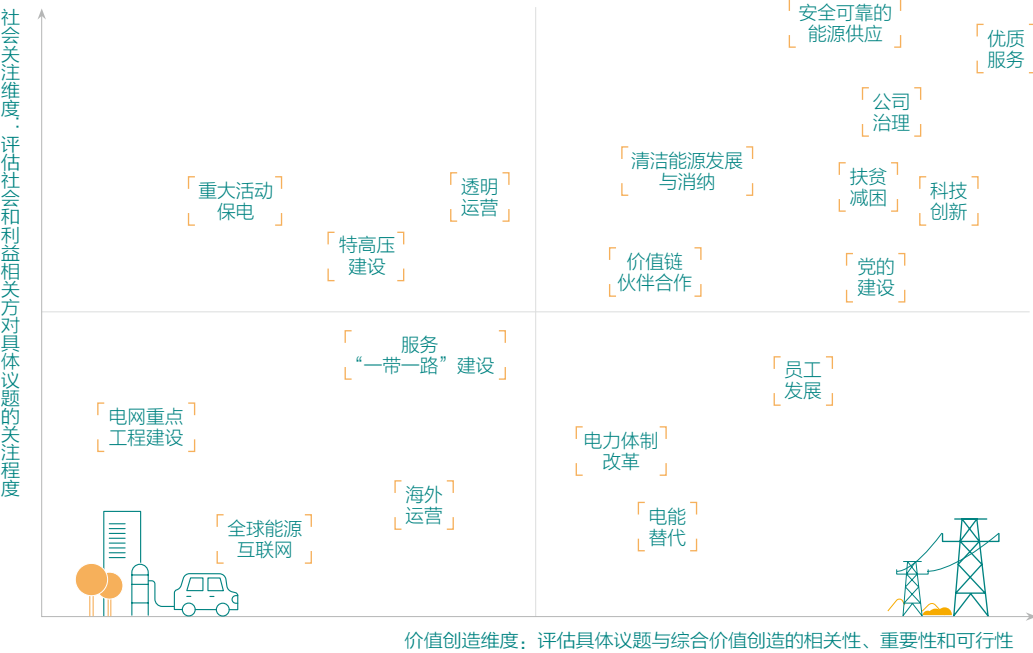 社会关注维度：评估社会和利益相关方对具体议题的关注程度
安全可靠的
能源供应
优质
服务
公司
治理
清洁能源发展
与消纳
扶贫
减困
科技
创新
重大活动
保电
透明
运营
特高压
建设
价值链
伙伴合作
党的
建设
服务
“一带一路”建设
员工
发展
电网重点
工程建设
电力体制
改革
海外
运营
电能
替代
全球能源
互联网
价值创造维度：评估具体议题与综合价值创造的相关性、重要性和可行性